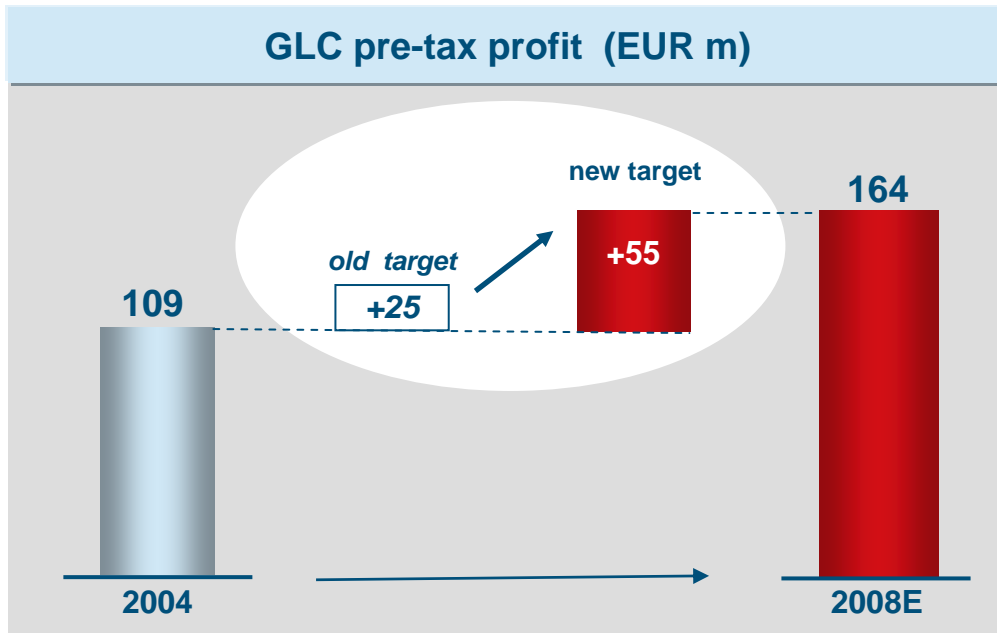 GLC pre-tax profit (EUR m)
new target
164
+55
old target
+25
109
2004
2008E